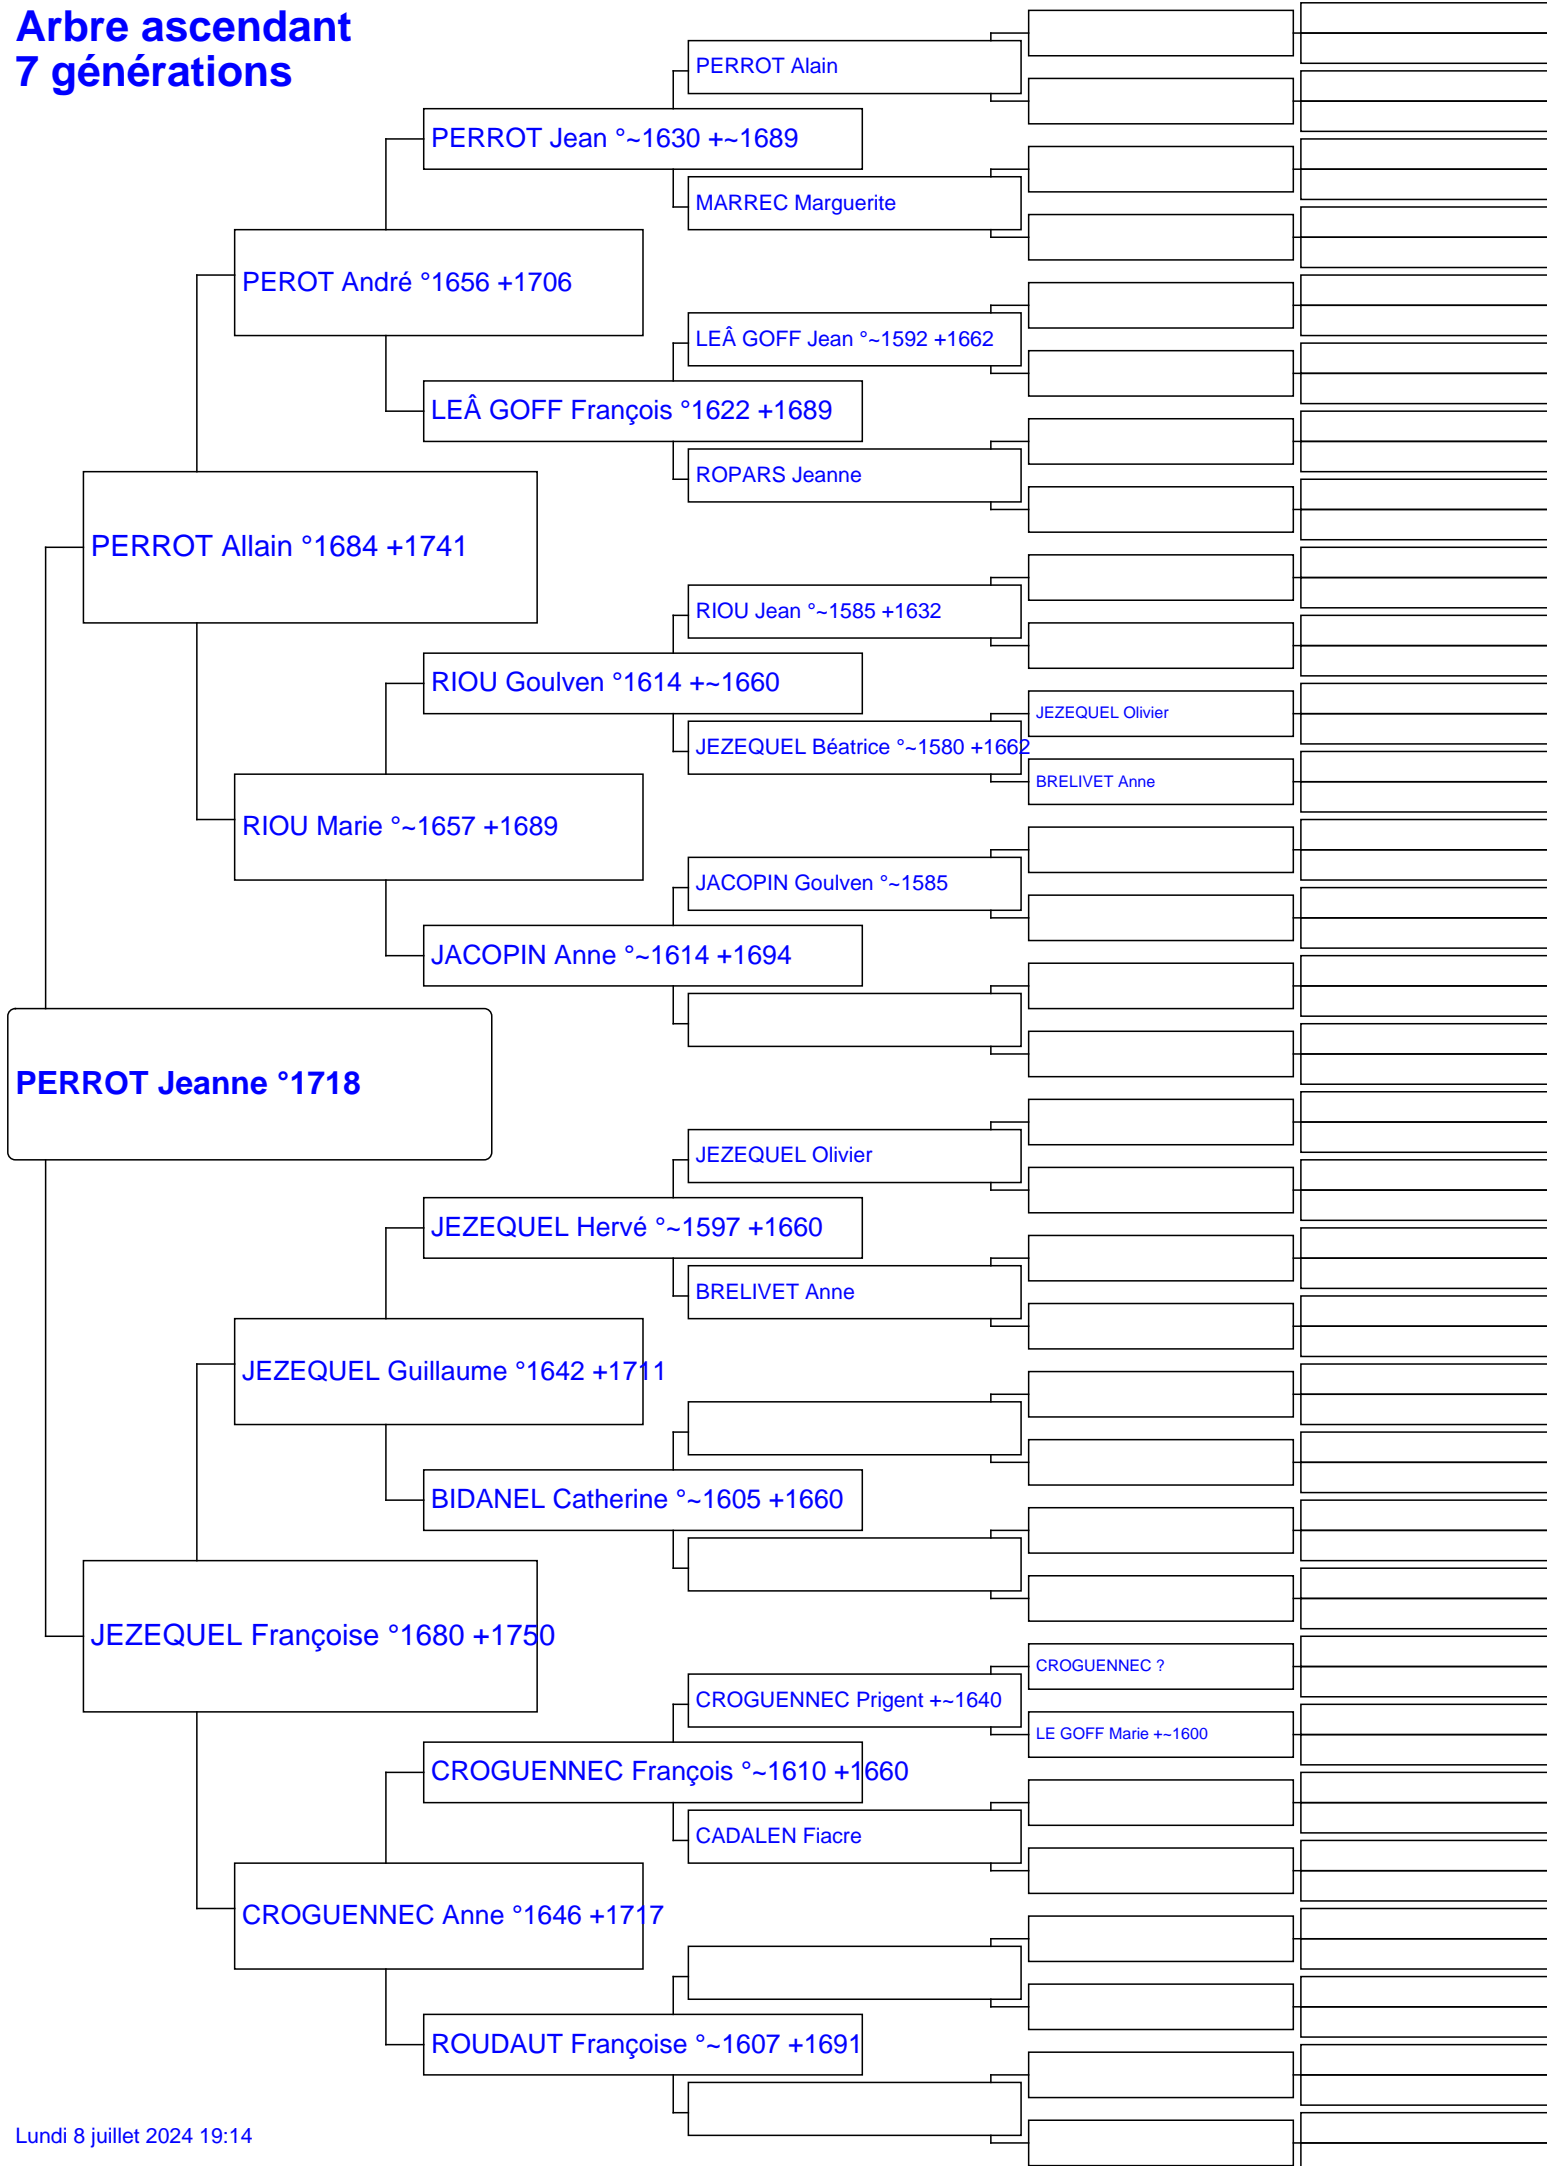 Arbre ascendant
7 générations
PERROT Alain
PERROT Jean °~1630 +~1689
MARREC Marguerite
PEROT André °1656 +1706
LEÂ GOFF Jean °~1592 +1662
LEÂ GOFF François °1622 +1689
ROPARS Jeanne
PERROT Allain °1684 +1741
RIOU Jean °~1585 +1632
RIOU Goulven °1614 +~1660
JEZEQUEL Olivier
JEZEQUEL Béatrice °~1580 +1662
BRELIVET Anne
RIOU Marie °~1657 +1689
JACOPIN Goulven °~1585
JACOPIN Anne °~1614 +1694
PERROT Jeanne °1718
JEZEQUEL Olivier
JEZEQUEL Hervé °~1597 +1660
BRELIVET Anne
JEZEQUEL Guillaume °1642 +1711
BIDANEL Catherine °~1605 +1660
JEZEQUEL Françoise °1680 +1750
CROGUENNEC ?
CROGUENNEC Prigent +~1640
LE GOFF Marie +~1600
CROGUENNEC François °~1610 +1660
CADALEN Fiacre
CROGUENNEC Anne °1646 +1717
ROUDAUT Françoise °~1607 +1691
Lundi 8 juillet 2024 19:14